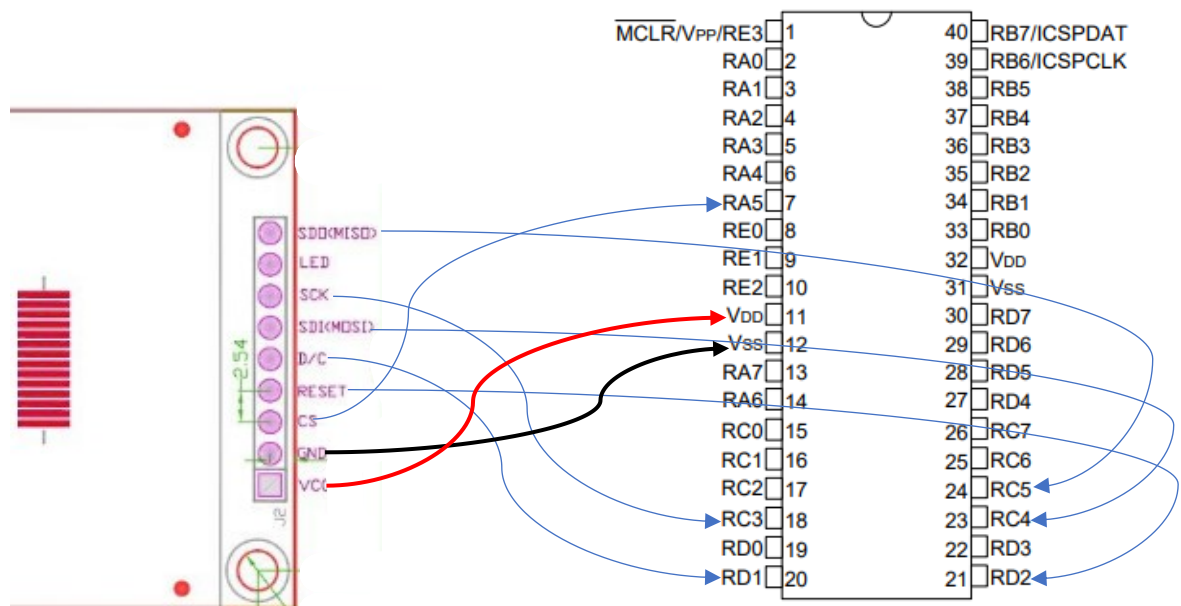 SDO(MISO)
LED
SCK
SDI(MOSI)
D/C
RESET
CS
GND
VCC
2.54
J2
MCLR/VPP/RE3 1
RA0 2
RA1 3
RA2 4
RA3 5
RA4 6
RA5 7
RE0 8
RE1 9
RE2 10
VDD 11
VSS 12
RA7 13
RA6 14
RC0 15
RC1 16
RC2 17
RC3 18
RD0 19
RD1 20
40 RB7/ICSPDAT
39 RB6/ICSPCLK
38 RB5
37 RB4
36 RB3
35 RB2
34 RB1
33 RB0
32 VDD
31 VSS
30 RD7
29 RD6
28 RD5
27 RD4
26 RC7
25 RC6
24 RC5
23 RC4
22 RD3
21 RD2